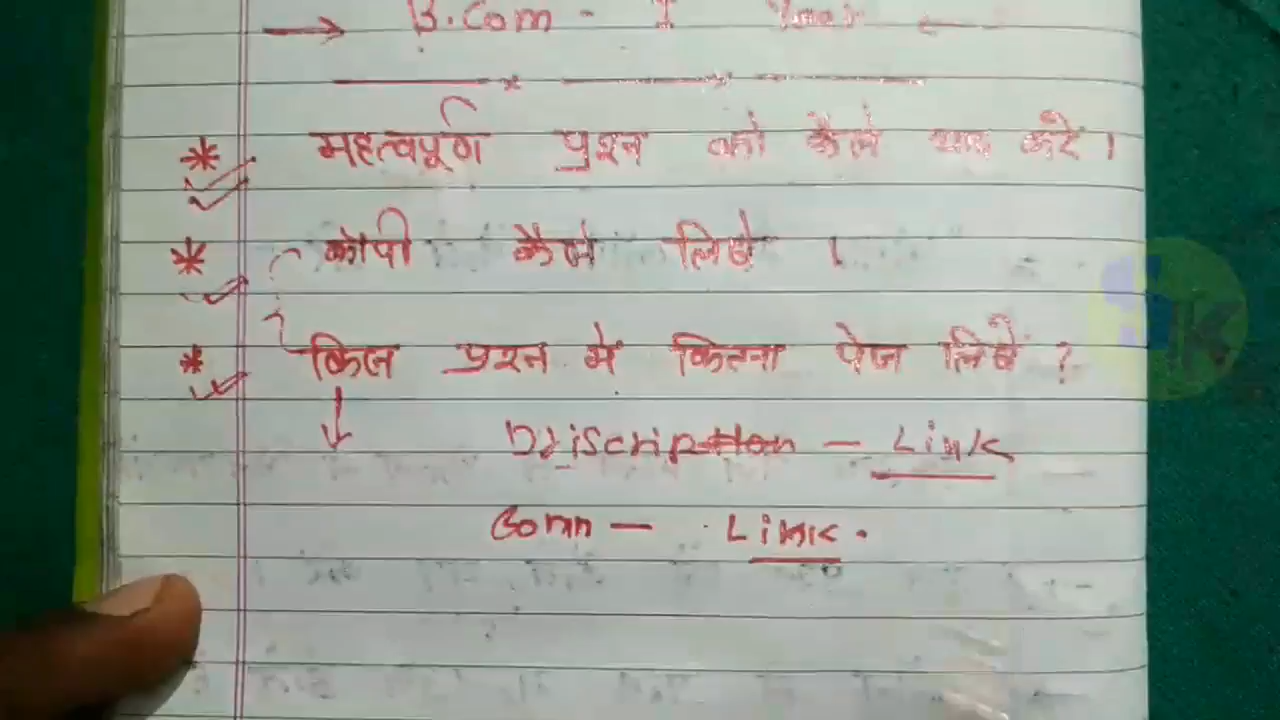 → B.Com - I Year ←
* महत्वपूर्ण प्रश्न को कैसे याद करे ।
* कोपी कैसे लिखे ।
* किस प्रश्न मे कितना पेज लिखे ?
Discription - Link
Comm - Link.